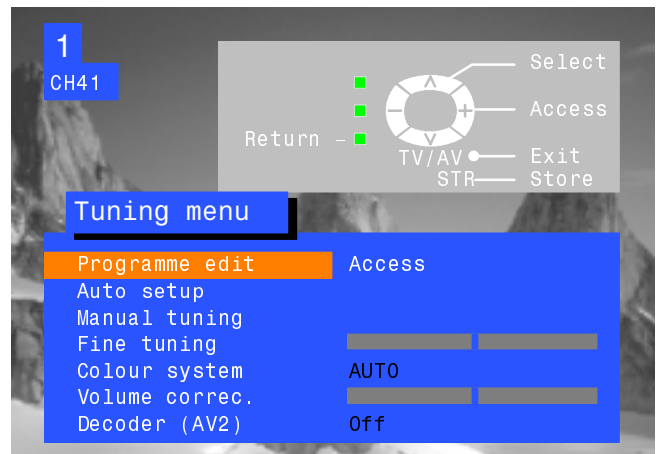 1
CH41
Select
Access
Return –
TV/AV
Exit
STR
Store
Tuning menu
Programme edit Access
Auto setup
Manual tuning
Fine tuning
Colour system AUTO
Volume correc.
Decoder (AV2) Off